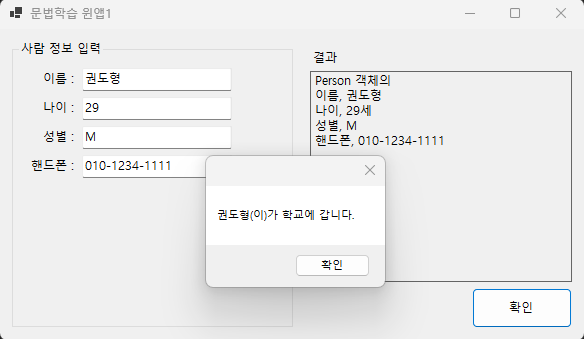 문법학습 윈앱1
사람 정보 입력
이름 : 권도형
나이 : 29
성별 : M
핸드폰 : 010-1234-1111
결과
Person 객체의
이름, 권도형
나이, 29세
성별, M
핸드폰, 010-1234-1111
권도형(이)가 학교에 갑니다.
확인
확인